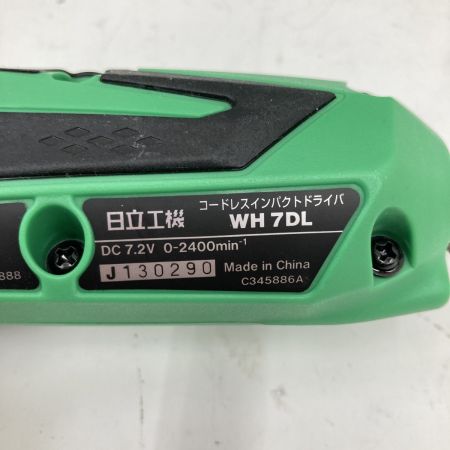 コードレスインパクトドライバ
日立工機 WH 7DL
DC 7.2V 0-2400min⁻¹
J130290 Made in China
888 C345886A